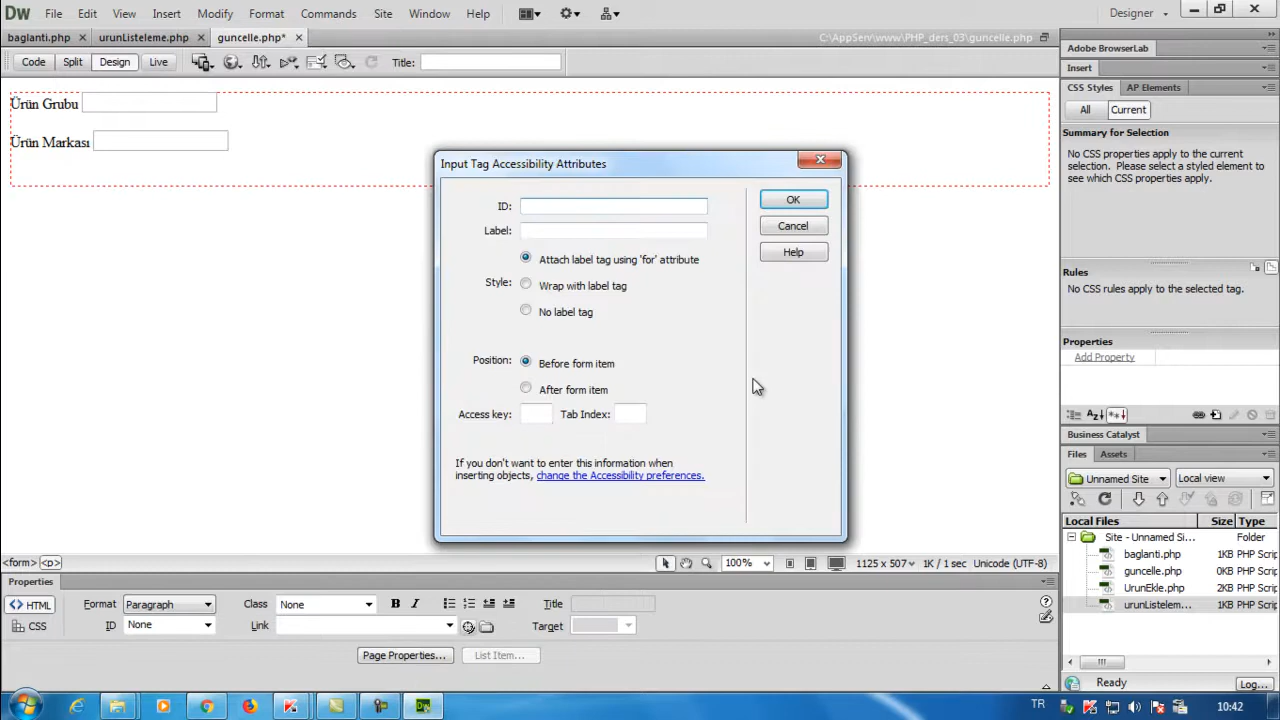 Dw File Edit View Insert Modify Format Commands Site Window Help Designer
baglanti.php urunListeleme.php guncelle.php* C:\AppServ\www\PHP_ders_03\guncelle.php
Code Split Design Live Title:
Adobe BrowserLab
Insert
CSS Styles AP Elements
All Current
Summary for Selection
No CSS properties apply to the current
selection. Please select a styled element to
see which CSS properties apply.
Ürün Grubu
Ürün Markası
Input Tag Accessibility Attributes
ID:
Label:
Attach label tag using 'for' attribute
Style: Wrap with label tag
No label tag
Position: Before form item
After form item
Access key: Tab Index:
If you don't want to enter this information when
inserting objects, change the Accessibility preferences.
OK
Cancel
Help
Rules
No CSS rules apply to the selected tag.
Properties
Add Property
Business Catalyst
Files Assets
Unnamed Site Local view
Local Files Size Type
Site - Unnamed Si... Folder
baglanti.php 1KB PHP Scrip
guncelle.php 0KB PHP Scrip
UrunEkle.php 2KB PHP Scrip
urunListelem... 1KB PHP Scrip
Ready Log...
<form> <p> 100% 1125 x 507 1K / 1 sec Unicode (UTF-8)
Properties
HTML Format Paragraph Class None B I Title
CSS ID None Link Target
Page Properties... List Item...
TR 10:42